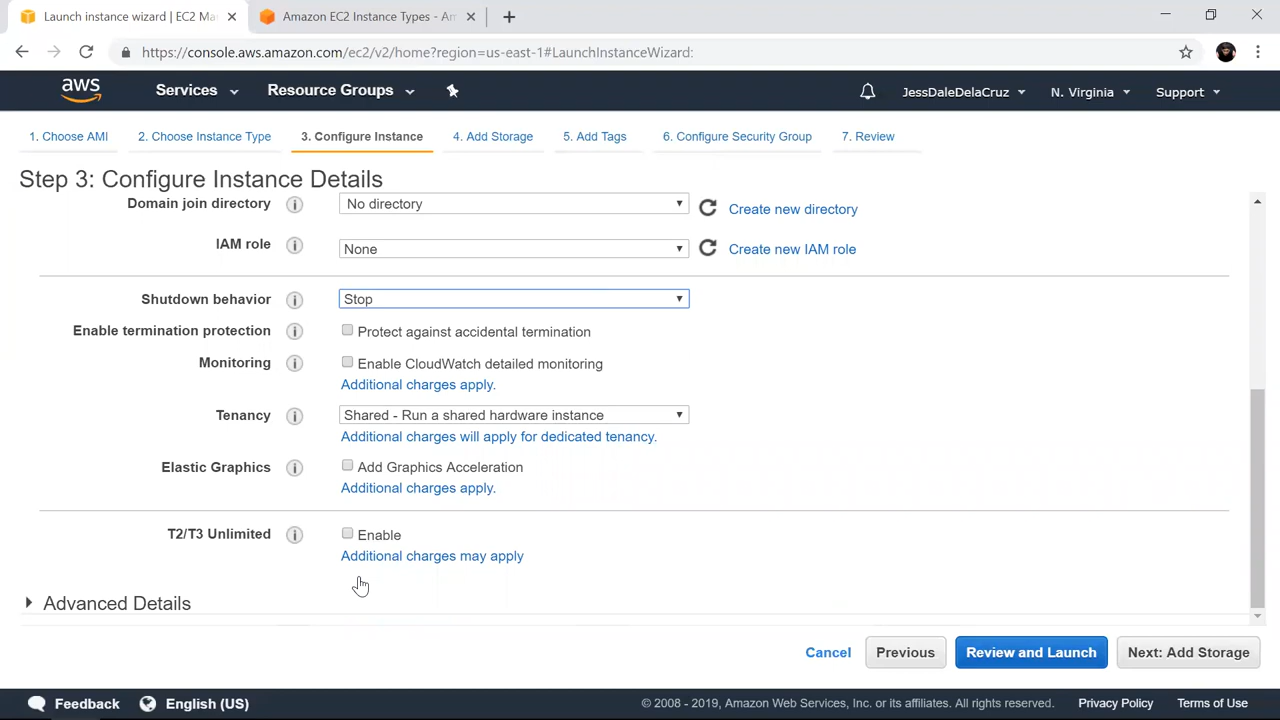 Launch instance wizard | EC2 Ma
Amazon EC2 Instance Types - Am
https://console.aws.amazon.com/ec2/v2/home?region=us-east-1#LaunchInstanceWizard:
aws Services Resource Groups JessDaleDelaCruz N. Virginia Support
1. Choose AMI 2. Choose Instance Type 3. Configure Instance 4. Add Storage 5. Add Tags 6. Configure Security Group 7. Review
Step 3: Configure Instance Details
Domain join directory i No directory Create new directory
IAM role i None Create new IAM role
Shutdown behavior i Stop
Enable termination protection i Protect against accidental termination
Monitoring i Enable CloudWatch detailed monitoring
Additional charges apply.
Tenancy i Shared - Run a shared hardware instance
Additional charges will apply for dedicated tenancy.
Elastic Graphics i Add Graphics Acceleration
Additional charges apply.
T2/T3 Unlimited i Enable
Additional charges may apply
Advanced Details
Cancel Previous Review and Launch Next: Add Storage
Feedback English (US) © 2008 - 2019, Amazon Web Services, Inc. or its affiliates. All rights reserved. Privacy Policy Terms of Use